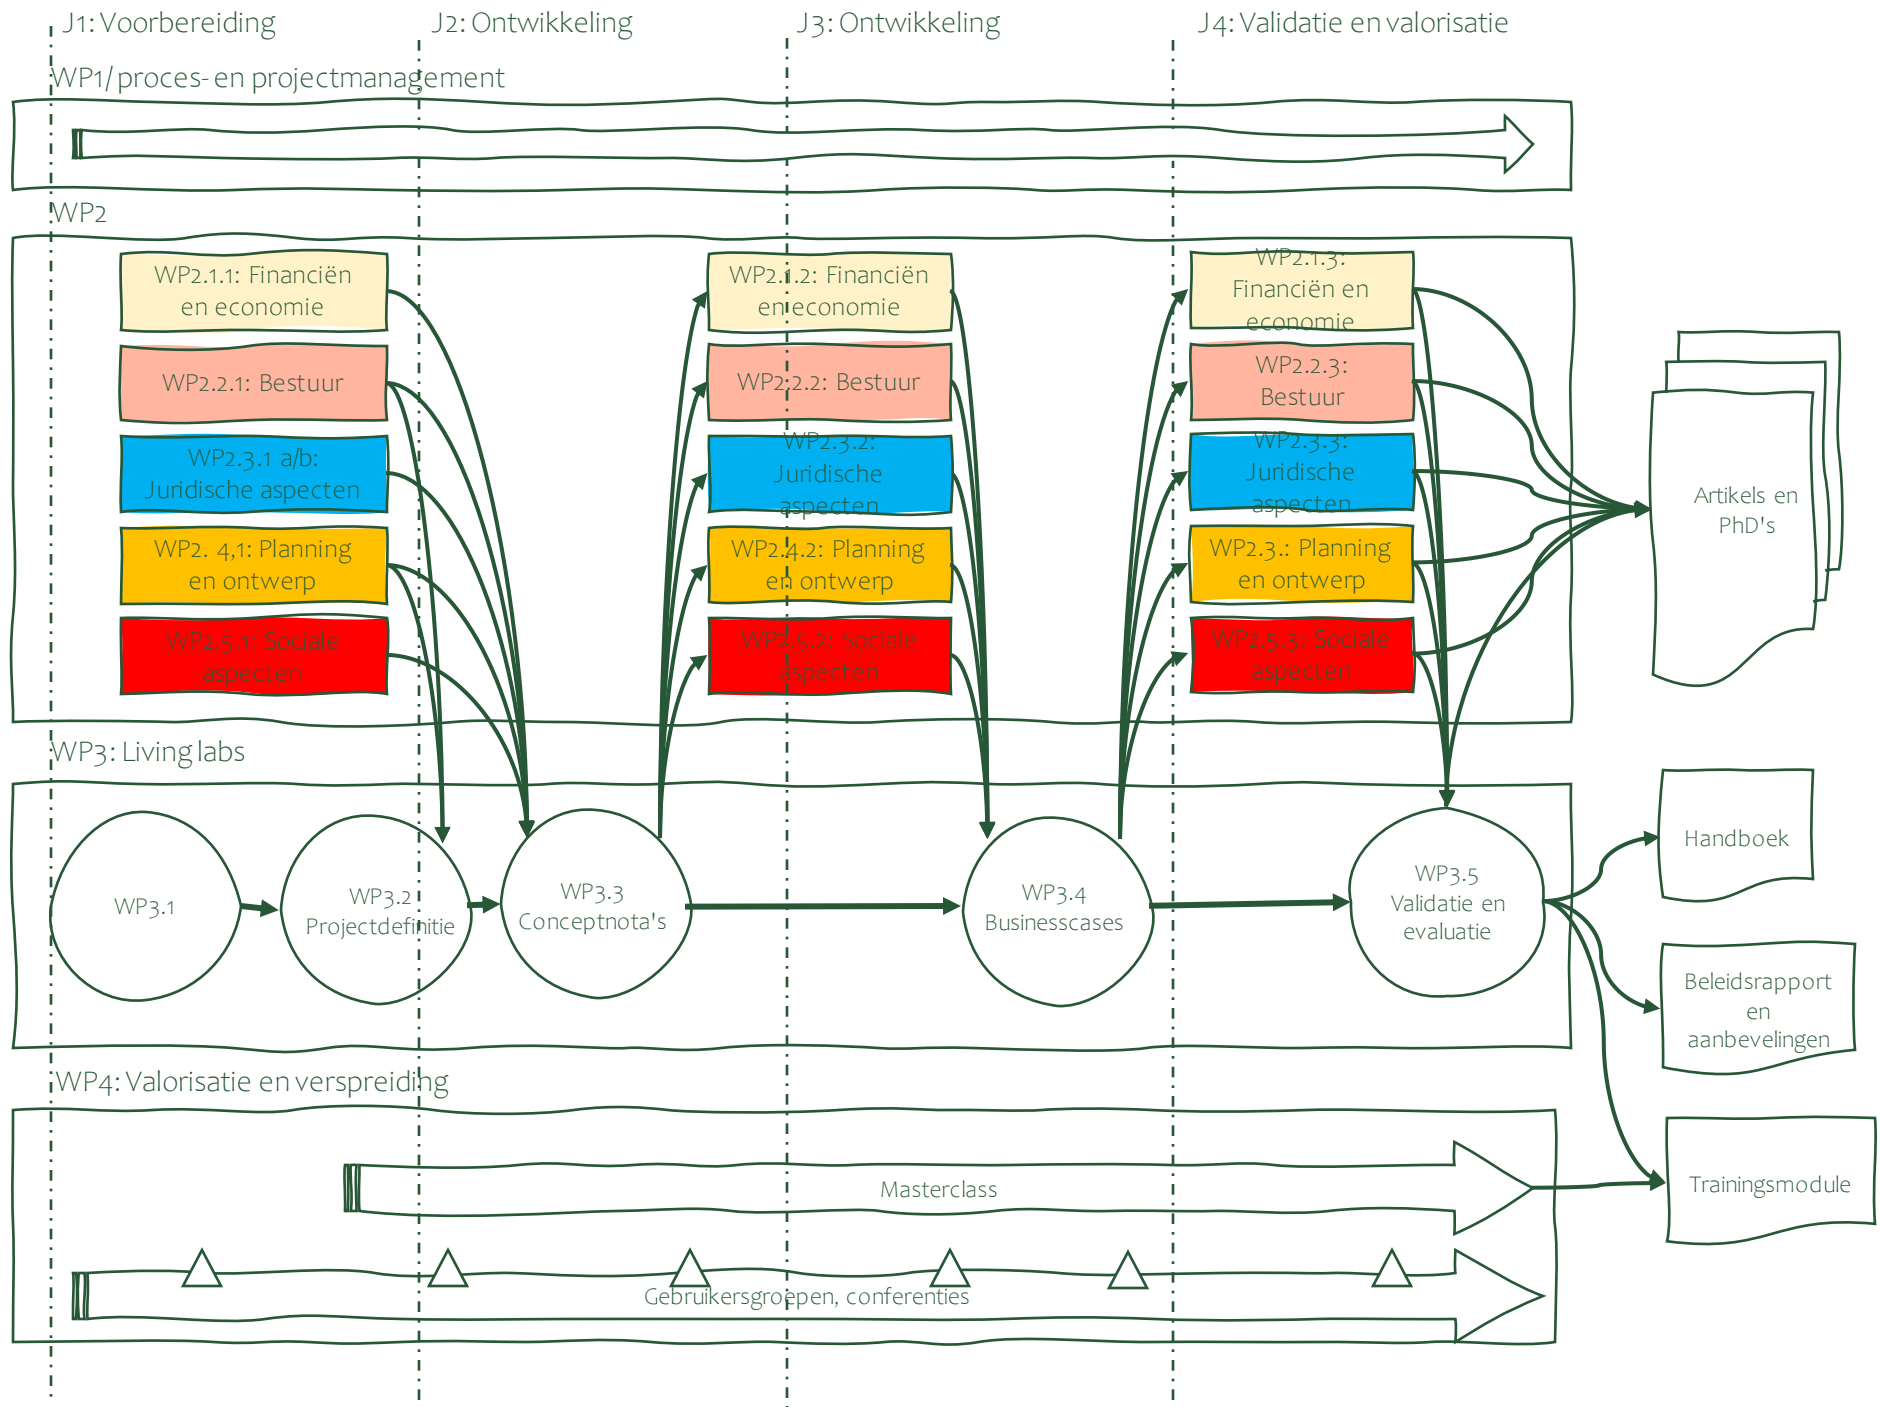 J1: Voorbereiding
J2: Ontwikkeling
J3: Ontwikkeling
J4: Validatie en valorisatie
WP1/ proces- en projectmanagement
WP2
WP2.1.1: Financiën
en economie
WP2.1.2: Financiën
en economie
WP2.1.3:
Financiën en
economie
WP2.2.1: Bestuur
WP2.2.2: Bestuur
WP2.2.3:
Bestuur
WP2.3.1 a/b:
Juridische aspecten
WP2.3.2:
Juridische
aspecten
WP2.3.3:
Juridische
aspecten
WP2. 4,1: Planning
en ontwerp
WP2.4.2: Planning
en ontwerp
WP2.3.: Planning
en ontwerp
WP2.5.1: Sociale
aspecten
WP2.5.2: Sociale
aspecten
WP2.5.3: Sociale
aspecten
Artikels en
PhD's
WP3: Living labs
WP3.1
WP3.2
Projectdefinitie
WP3.3
Conceptnota's
WP3.4
Businesscases
WP3.5
Validatie en
evaluatie
Handboek
Beleidsrapport
en
aanbevelingen
WP4: Valorisatie en verspreiding
Masterclass
Trainingsmodule
Gebruikersgroepen, conferenties